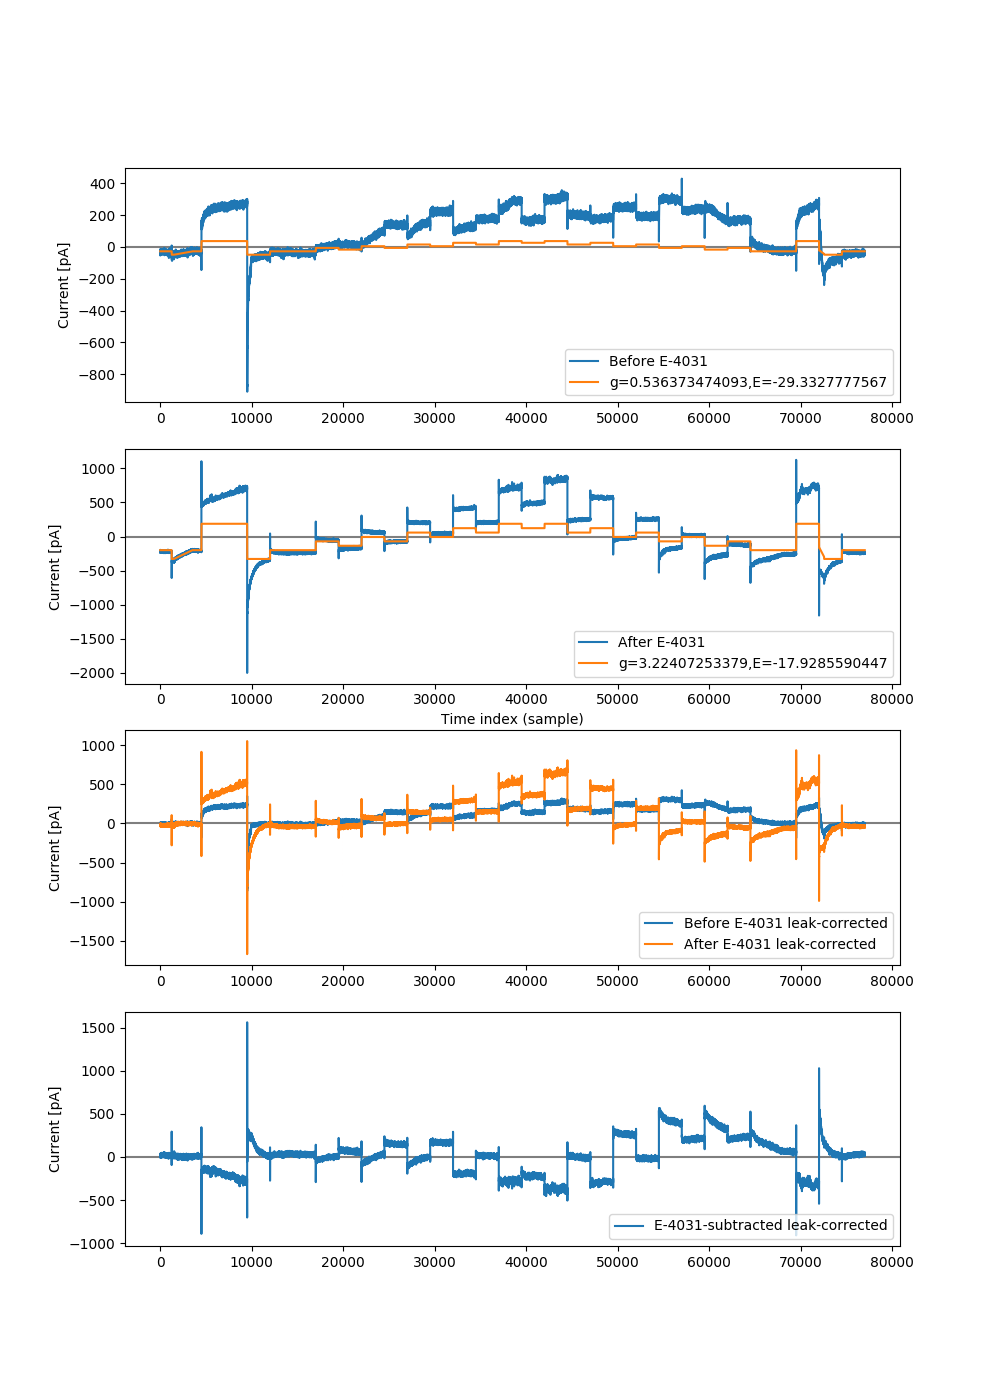 400
200
0
−200
−400
−600
−800
Current [pA]
Before E-4031
g=0.536373474093,E=-29.3327777567
0 10000 20000 30000 40000 50000 60000 70000 80000
1000
500
0
−500
−1000
−1500
−2000
Current [pA]
After E-4031
g=3.22407253379,E=-17.9285590447
0 10000 20000 30000 40000 50000 60000 70000 80000
Time index (sample)
1000
500
0
−500
−1000
−1500
Current [pA]
Before E-4031 leak-corrected
After E-4031 leak-corrected
0 10000 20000 30000 40000 50000 60000 70000 80000
1500
1000
500
0
−500
−1000
Current [pA]
E-4031-subtracted leak-corrected
0 10000 20000 30000 40000 50000 60000 70000 80000